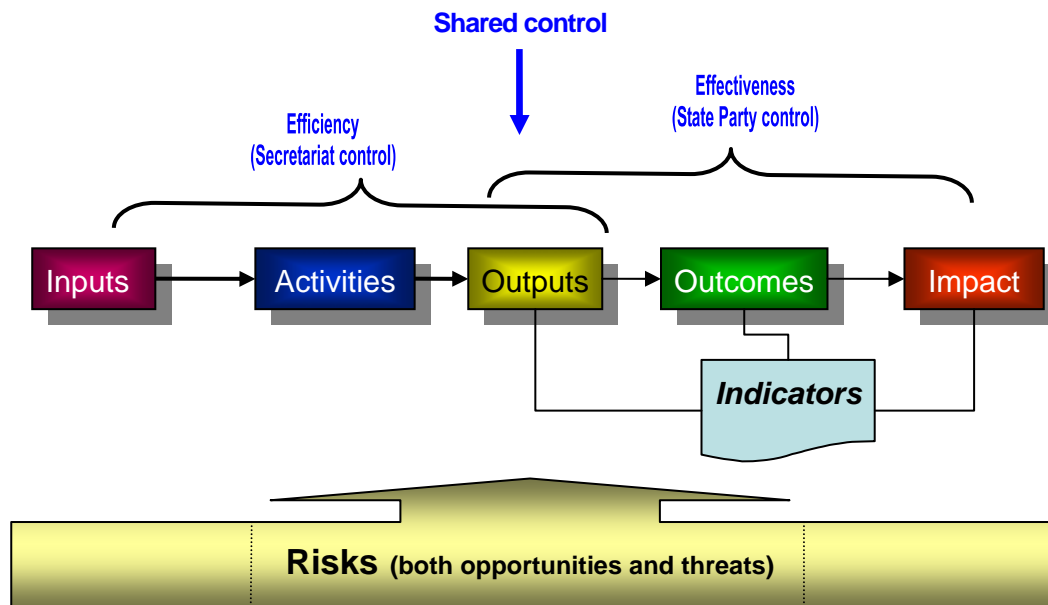 Shared control
Effectiveness
(State Party control)
Efficiency
(Secretariat control)
Inputs
Activities
Outputs
Outcomes
Impact
Indicators
Risks (both opportunities and threats)